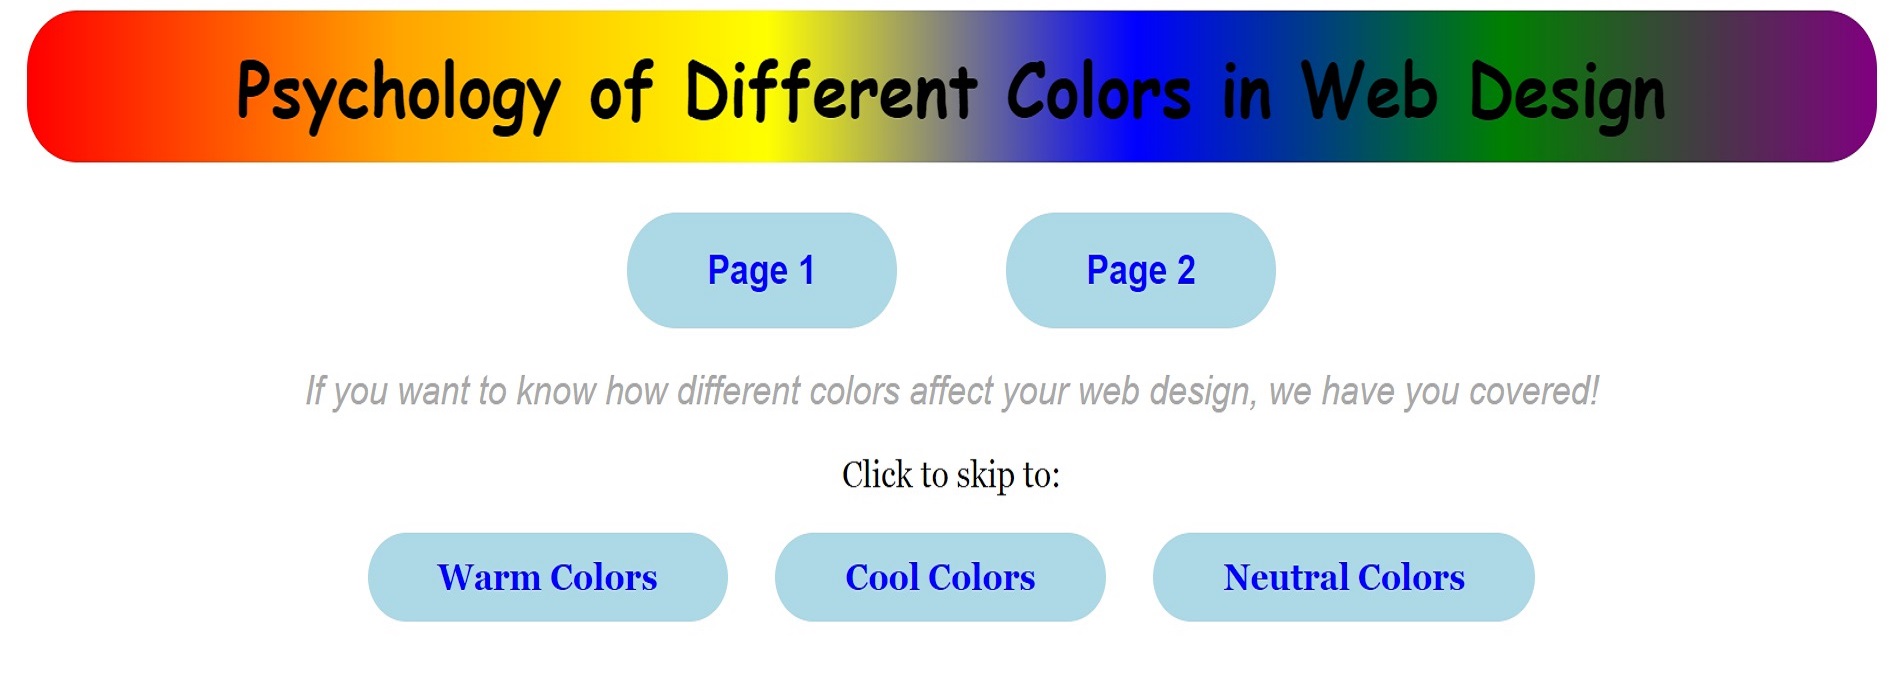 Psychology of Different Colors in Web Design
Page 1 Page 2
If you want to know how different colors affect your web design, we have you covered!
Click to skip to:
Warm Colors Cool Colors Neutral Colors